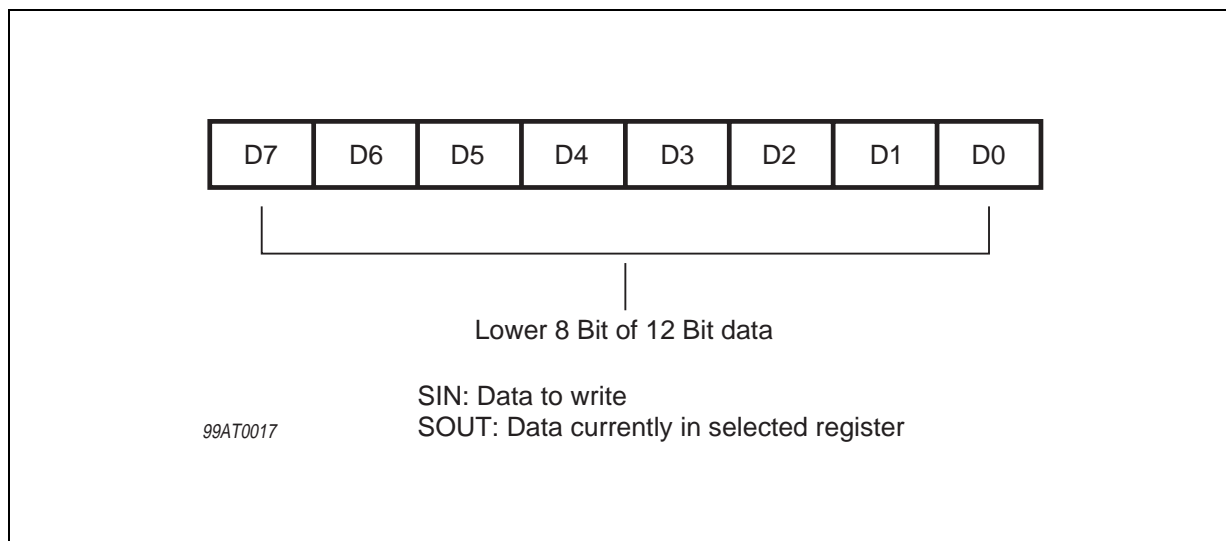 D7 D6 D5 D4 D3 D2 D1 D0
Lower 8 Bit of 12 Bit data
SIN: Data to write
SOUT: Data currently in selected register
99AT0017